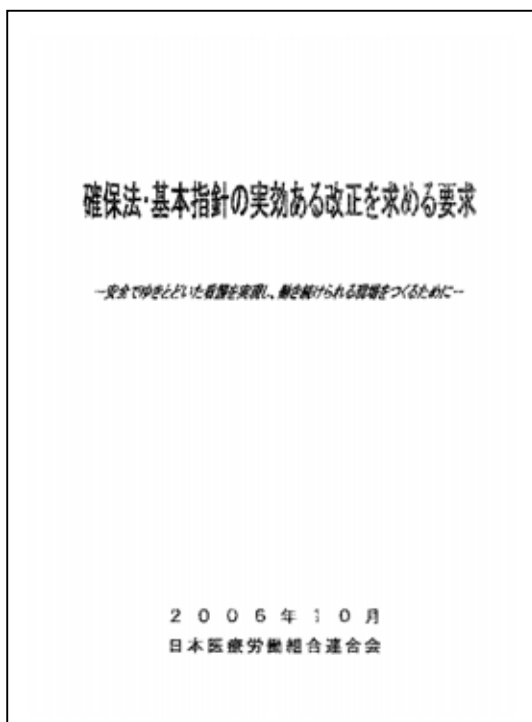 確保法・基本指針の実効ある改正を求める要求
―安全でゆきとどいた看護を実現し、働き続けられる職場をつくるために―
2006年10月
日本医療労働組合連合会